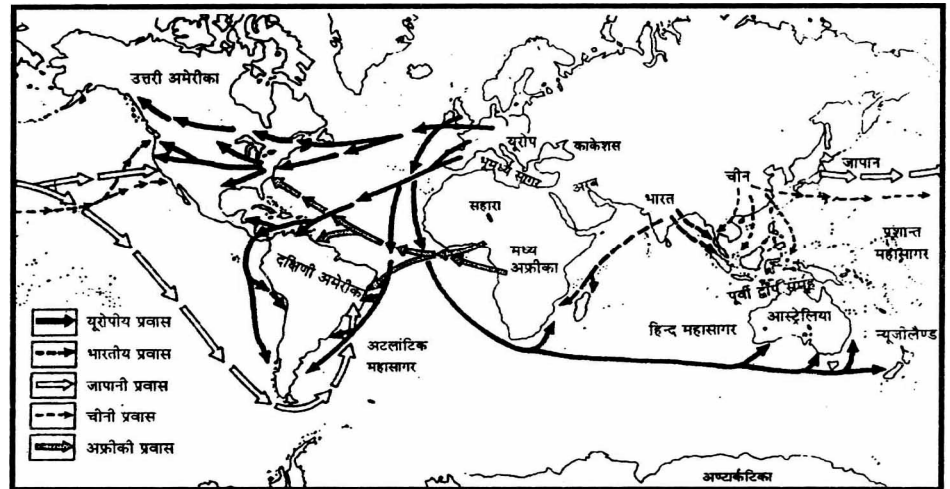 उत्तरी अमेरीका
यूरोप
काकेशस
भूमध्य सागर
अरब
सहारा
मध्य
अफ्रीका
भारत
चीन
जापान
प्रशान्त
महासागर
दक्षिणी अमेरीका
पूर्वी द्वीप समूह
आस्ट्रेलिया
हिन्द महासागर
न्यूजोलैण्ड
अटलांटिक
महासागर
यूरोपोय प्रवास
भारतोय प्रवास
जापानी प्रवास
चीनी प्रवास
अफ्रोको प्रवास
अण्टार्कटिका